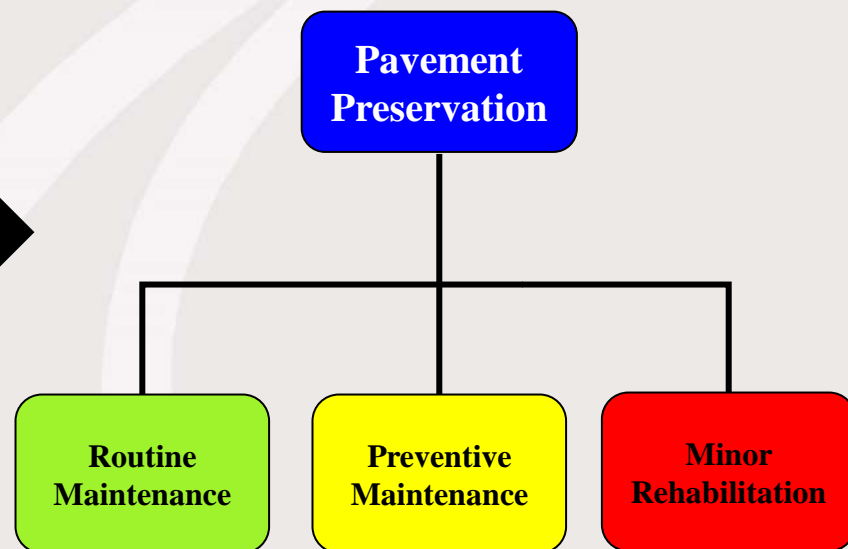 Pavement
Preservation
Routine
Maintenance
Preventive
Maintenance
Minor
Rehabilitation